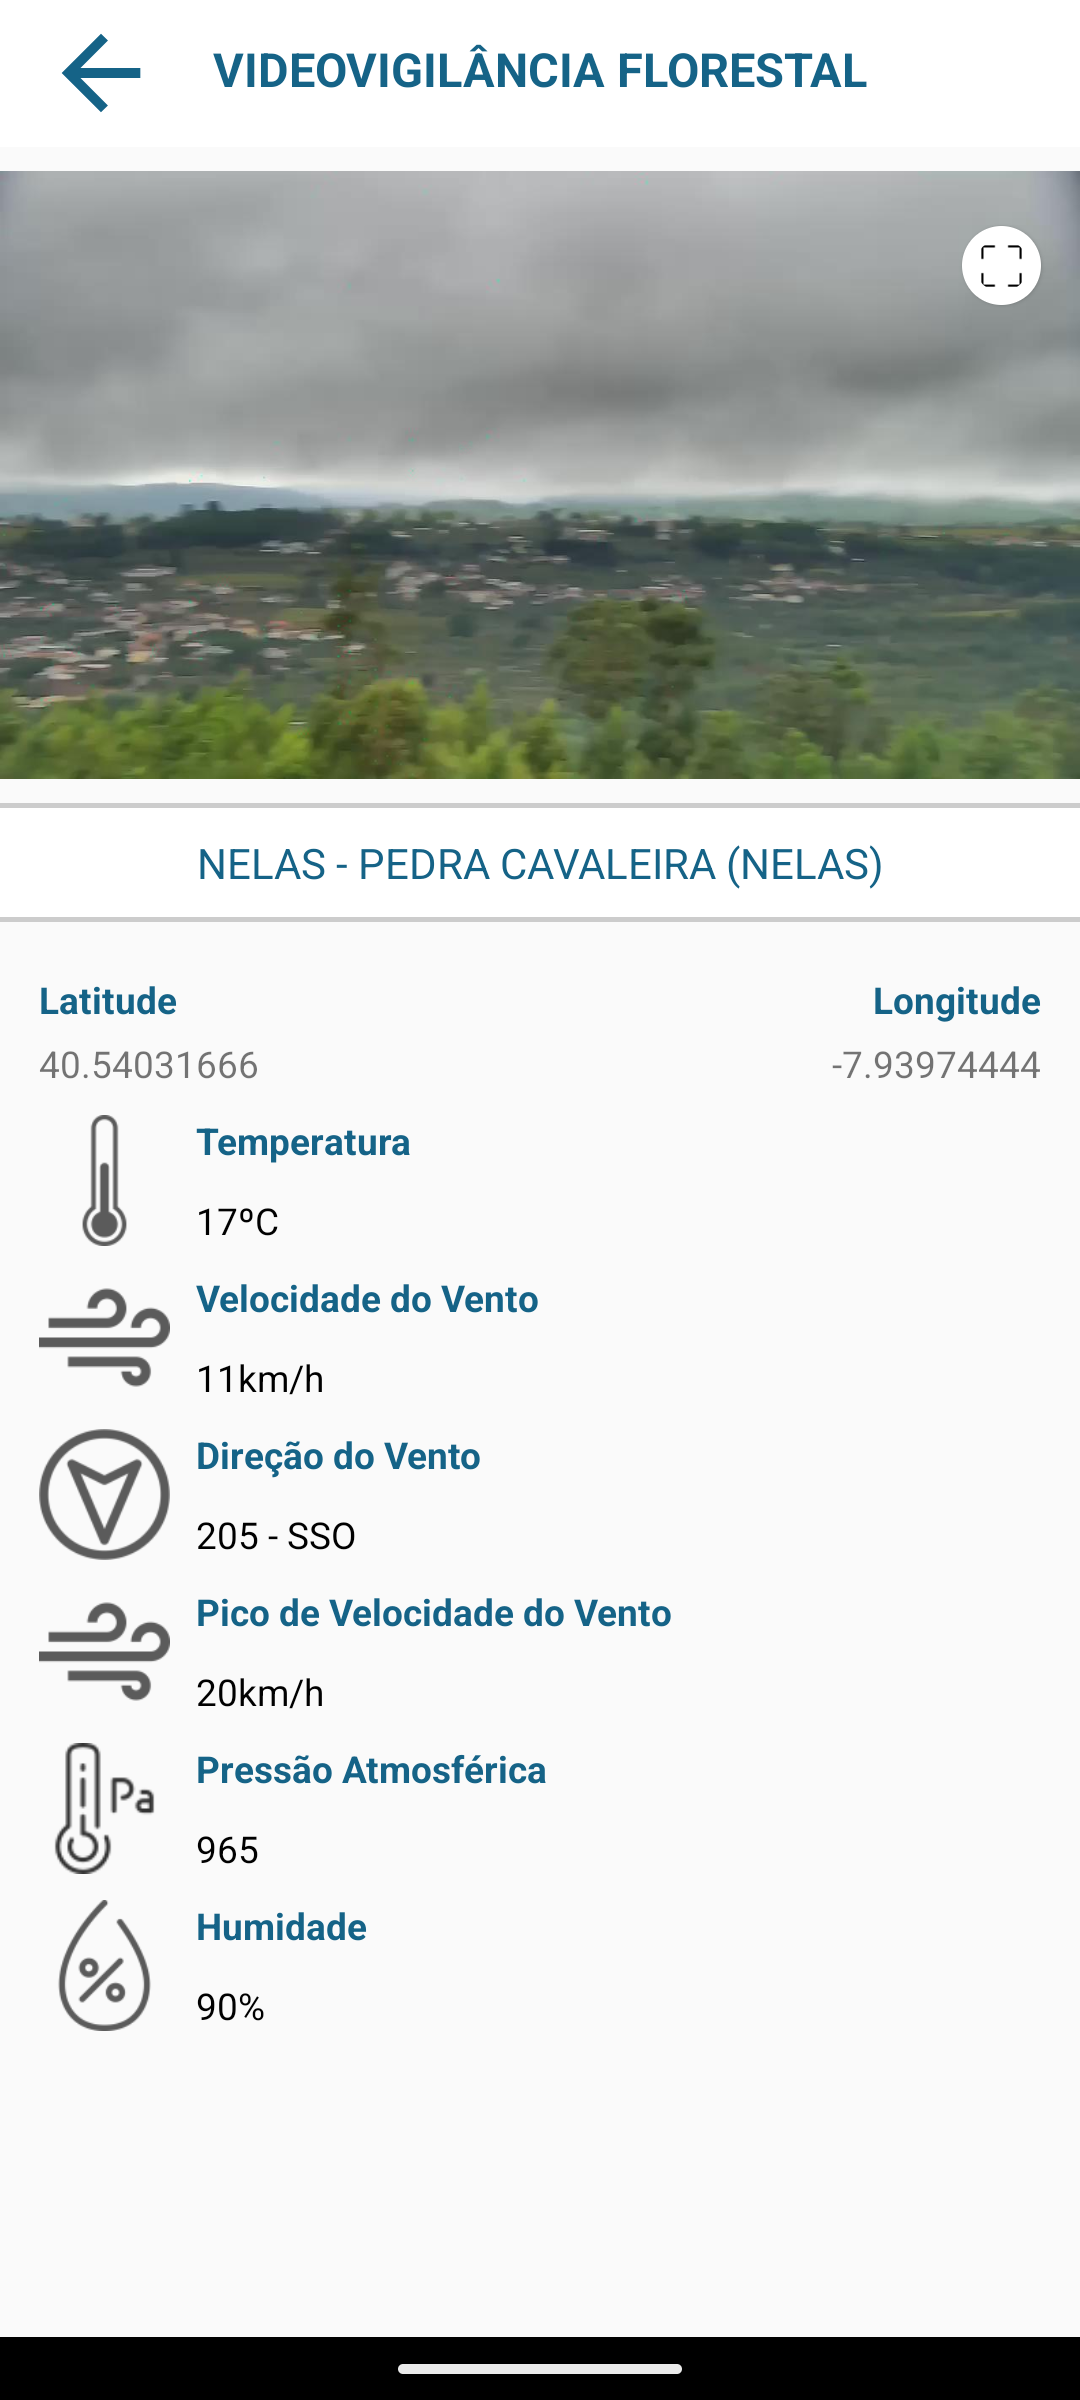 VIDEOVIGILÂNCIA FLORESTAL
NELAS - PEDRA CAVALEIRA (NELAS)
Latitude Longitude
40.54031666 -7.93974444
Temperatura
17ºC
Velocidade do Vento
11km/h
Direção do Vento
205 - SSO
Pico de Velocidade do Vento
20km/h
Pressão Atmosférica
Pa
965
Humidade
%
90%